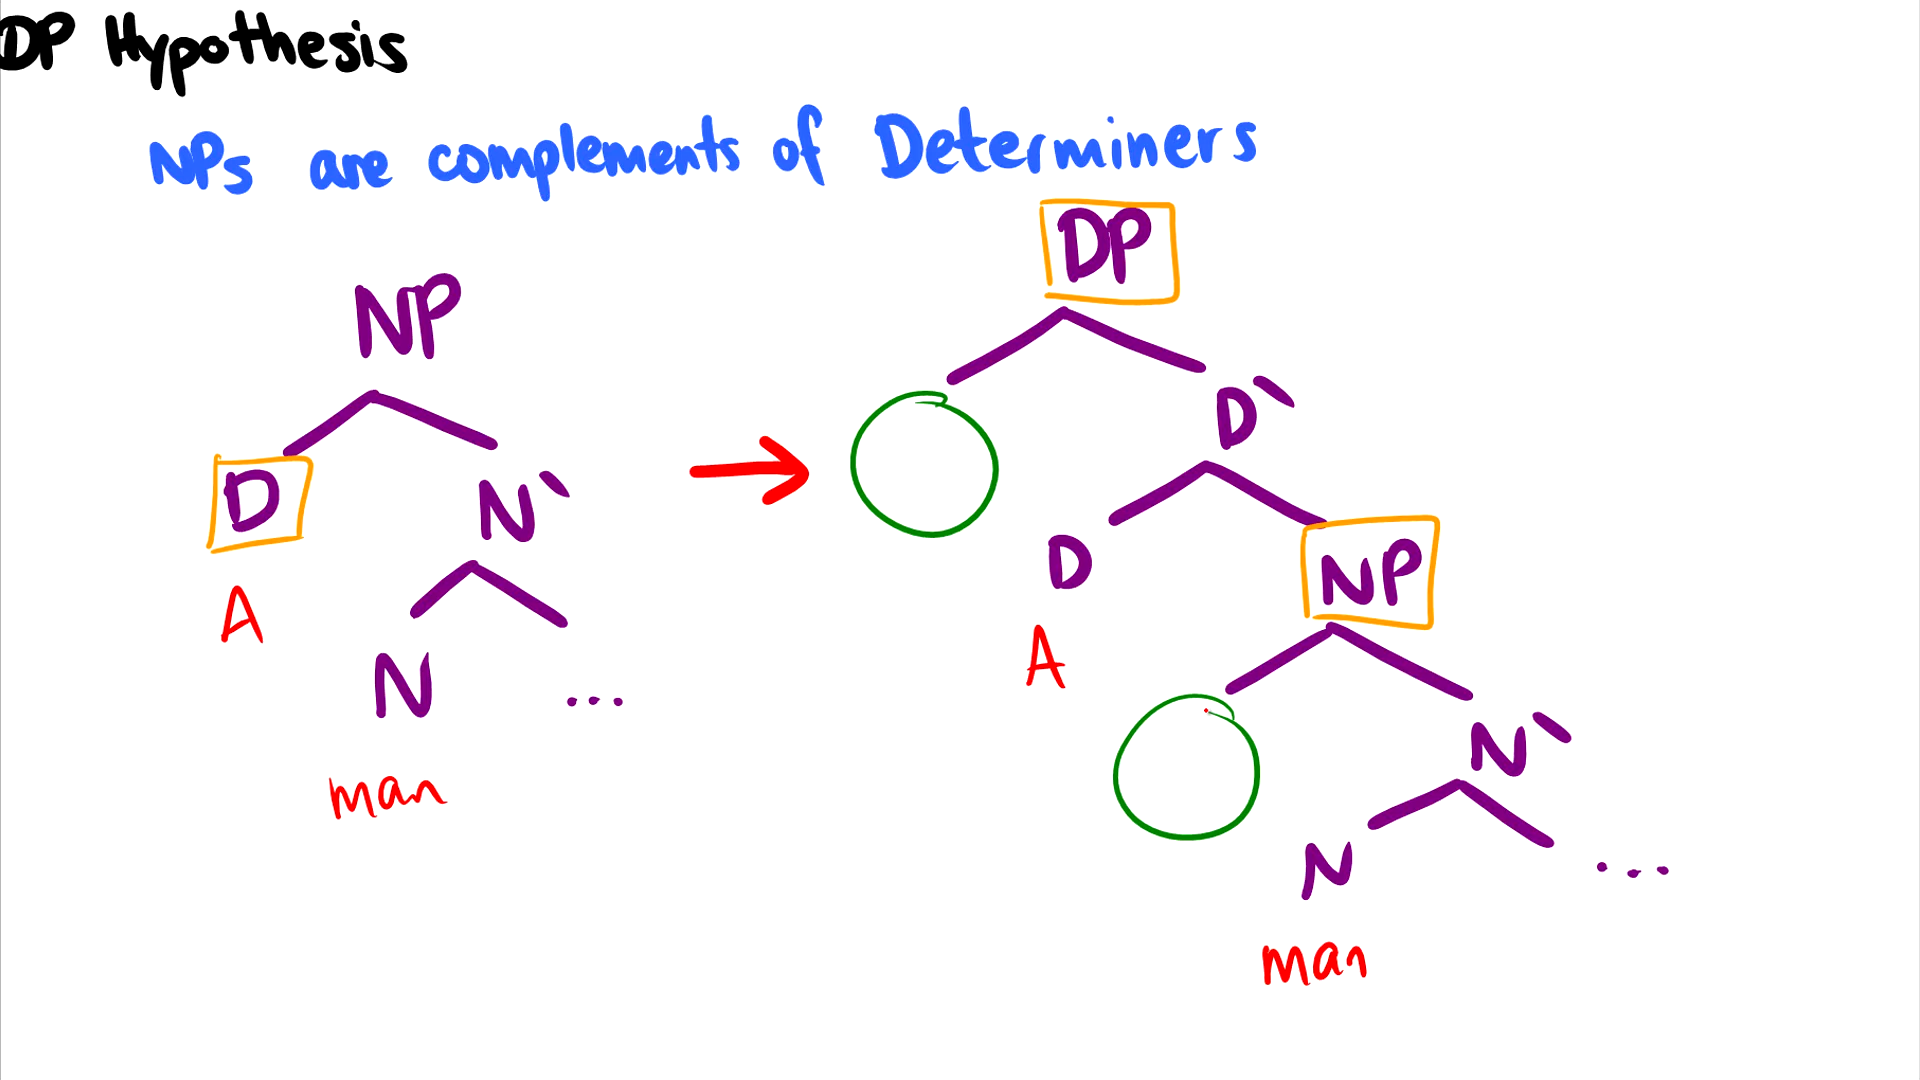 DP Hypothesis
NPs are complements of Determiners
DP
NP
D`
D N`
D NP
A
N ...
A
N`
man
N ...
man